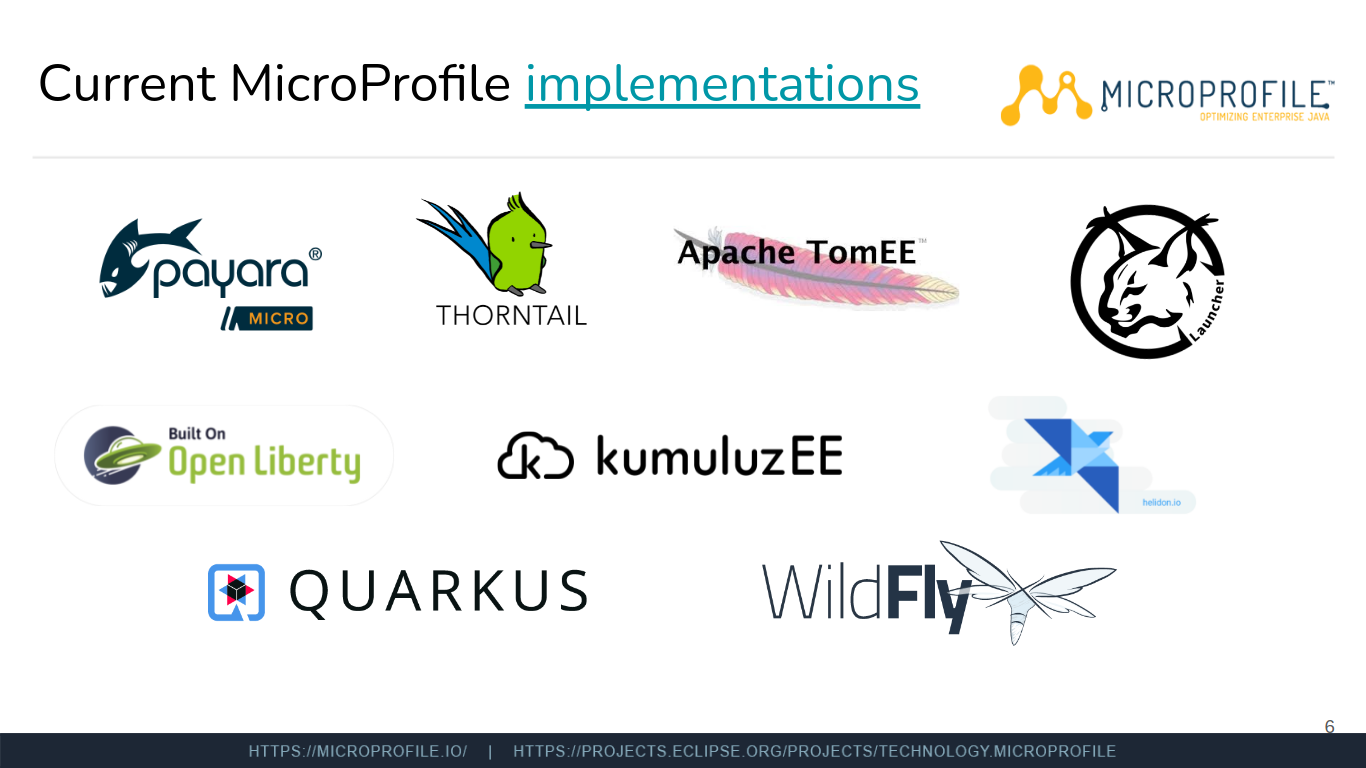 Current MicroProfile implementations
MICROPROFILE™
OPTIMIZING ENTERPRISE JAVA
payara®
MICRO
THORNTAIL
Apache TomEE™
Launcher
Built On
Open Liberty
kumuluzEE
helidon.io
QUARKUS
WildFly
6
HTTPS://MICROPROFILE.IO/ | HTTPS://PROJECTS.ECLIPSE.ORG/PROJECTS/TECHNOLOGY.MICROPROFILE